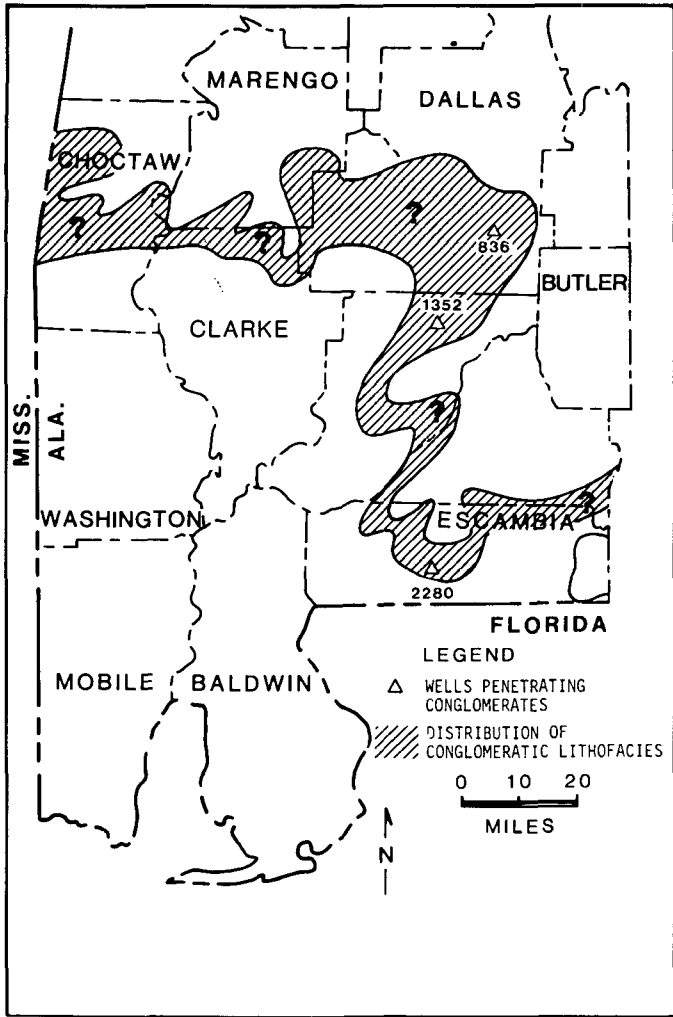 MARENGO
DALLAS
CHOCTAW
?
?
?
836
BUTLER
1352
CLARKE
?
MISS.
ALA.
WASHINGTON
ESCAMBIA
?
2280
FLORIDA
MOBILE
BALDWIN
LEGEND
WELLS PENETRATING
CONGLOMERATES
DISTRIBUTION OF
CONGLOMERATIC LITHOFACIES
0 10 20
MILES
N